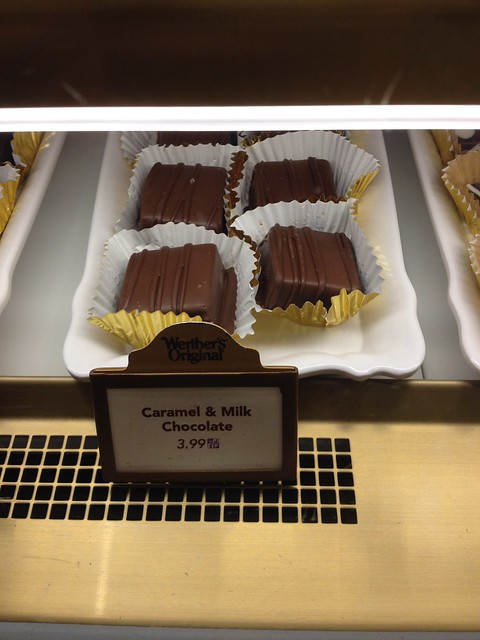 Werther's
Original
Caramel & Milk
Chocolate
3.99